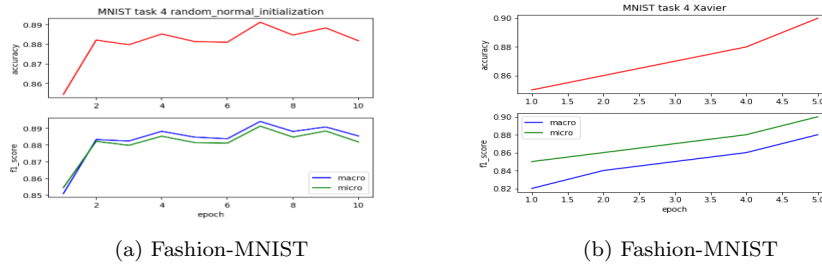 MNIST task 4 random_normal_initialization
0.89
0.88
0.87
0.86
accuracy
2 4 6 8 10
0.89
0.88
0.87
0.86
0.85
f1_score
macro
micro
2 4 6 8 10
epoch
(a) Fashion-MNIST
MNIST task 4 Xavier
0.90
0.88
0.86
accuracy
1.0 1.5 2.0 2.5 3.0 3.5 4.0 4.5 5.0
0.90
0.88
0.86
0.84
0.82
f1_score
macro
micro
1.0 1.5 2.0 2.5 3.0 3.5 4.0 4.5 5.0
epoch
(b) Fashion-MNIST